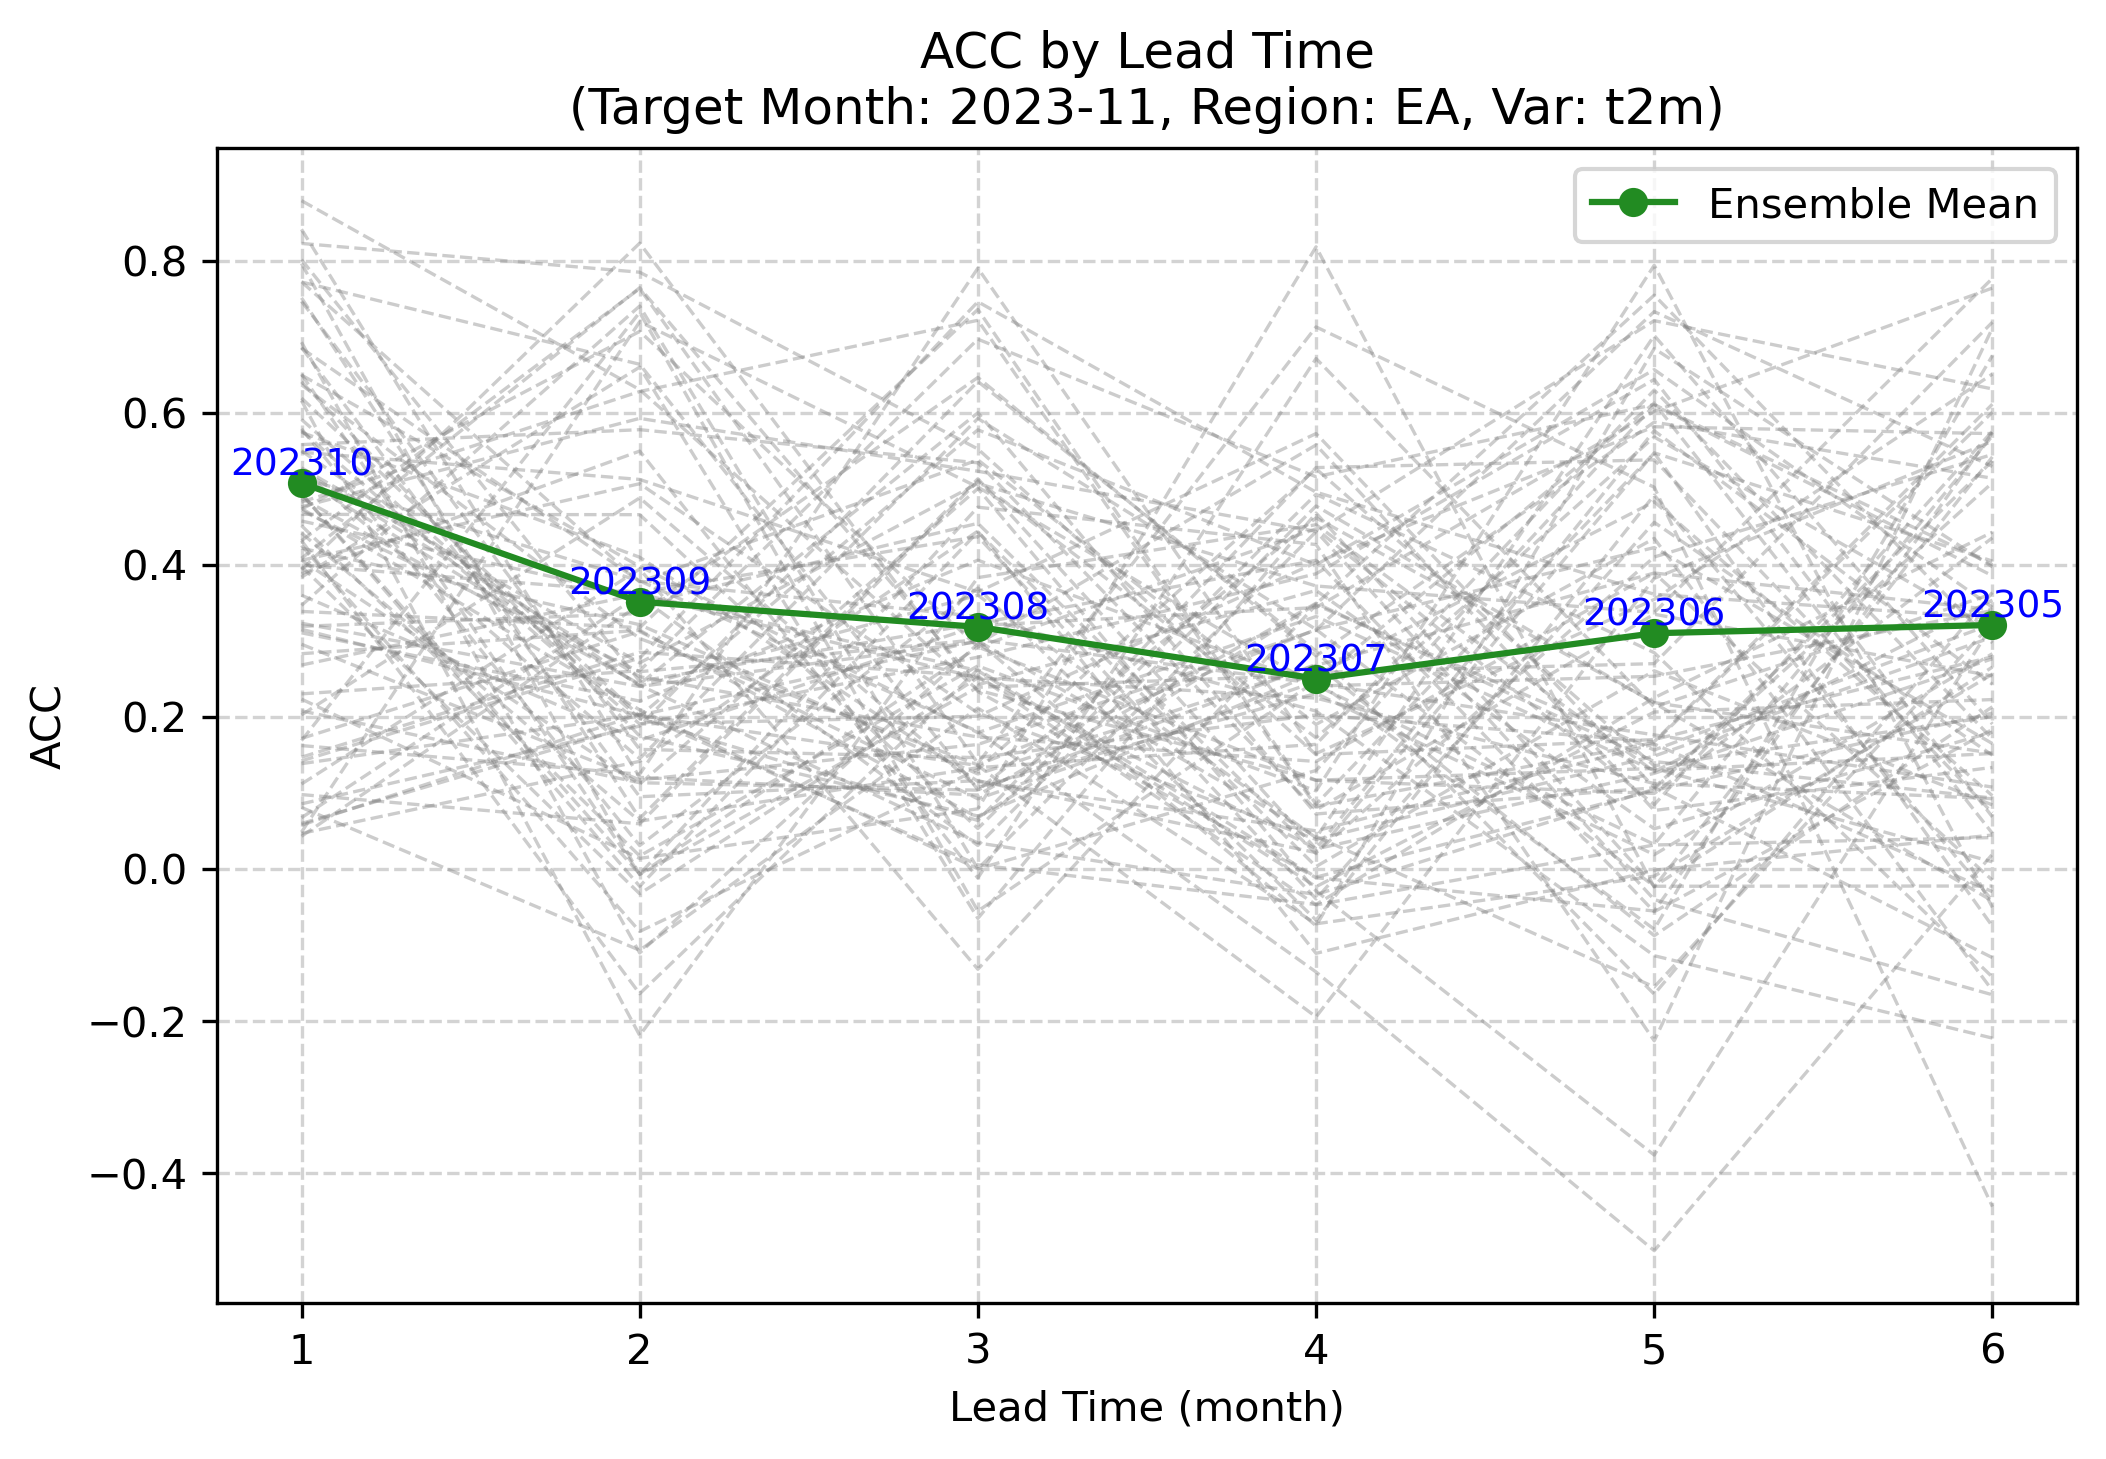 ACC by Lead Time
(Target Month: 2023-11, Region: EA, Var: t2m)
Ensemble Mean
0.8
0.6
0.4
0.2
0.0
−0.2
−0.4
ACC
202310
202309
202308
202307
202306
202305
1 2 3 4 5 6
Lead Time (month)